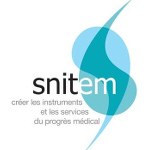 snitem
créer les instruments
et les services
du progrès médical